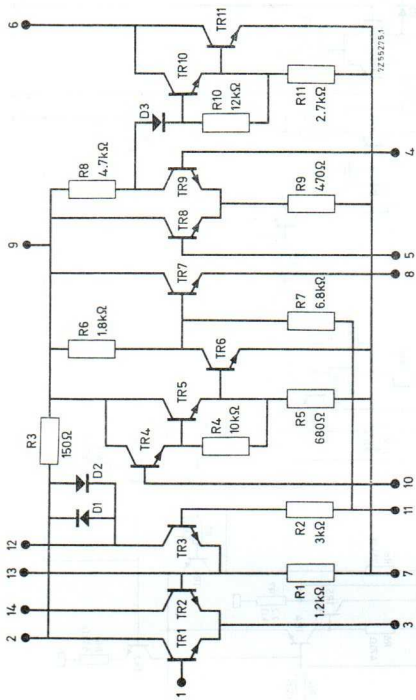 6
TR11
7Z55275.1
TR10
D3
R10
12kΩ
R11
2.7kΩ
R8
4.7kΩ
TR9
4
9
TR8
R9
470Ω
5
TR7
8
R6
1.8kΩ
R7
6.8kΩ
TR6
TR5
R3
150Ω
TR4
R4
10kΩ
R5
680Ω
D2
D1
10
12
TR3
R2
3kΩ
11
13
14
TR2
R1
1.2kΩ
7
2
TR1
3
1